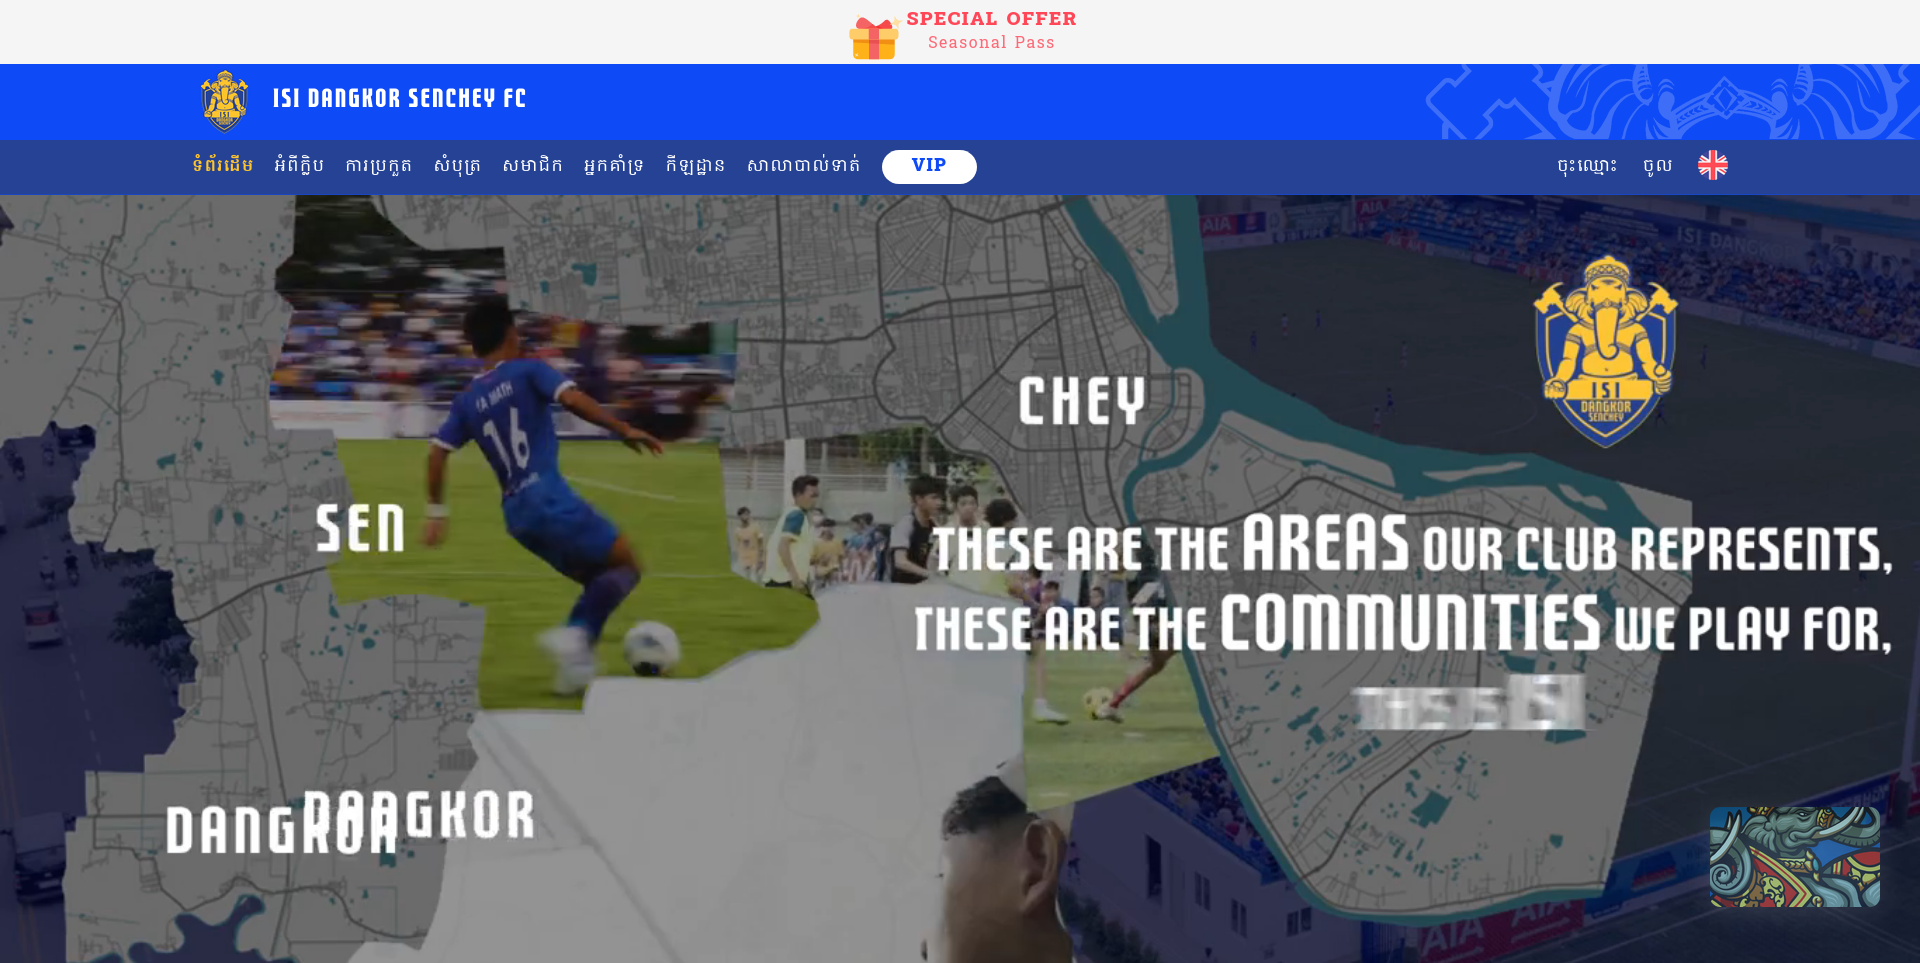 SPECIAL OFFER
Seasonal Pass
ISI DANGKOR SENCHEY FC
ទំព័រដើម អំពីក្លិប ការប្រកួត សំបុត្រ សមាជិក អ្នកគាំទ្រ កីឡដ្ឋាន សាលាបាល់ទាត់ VIP ចុះឈ្មោះ ចូល
AIA
ISI DANGKOR
ISI
DANGKOR
SENCHEY
CHEY
16
SEN
THESE ARE THE AREAS OUR CLUB REPRESENTS,
THESE ARE THE COMMUNITIES WE PLAY FOR,
DANGKOR
AIA
AIA